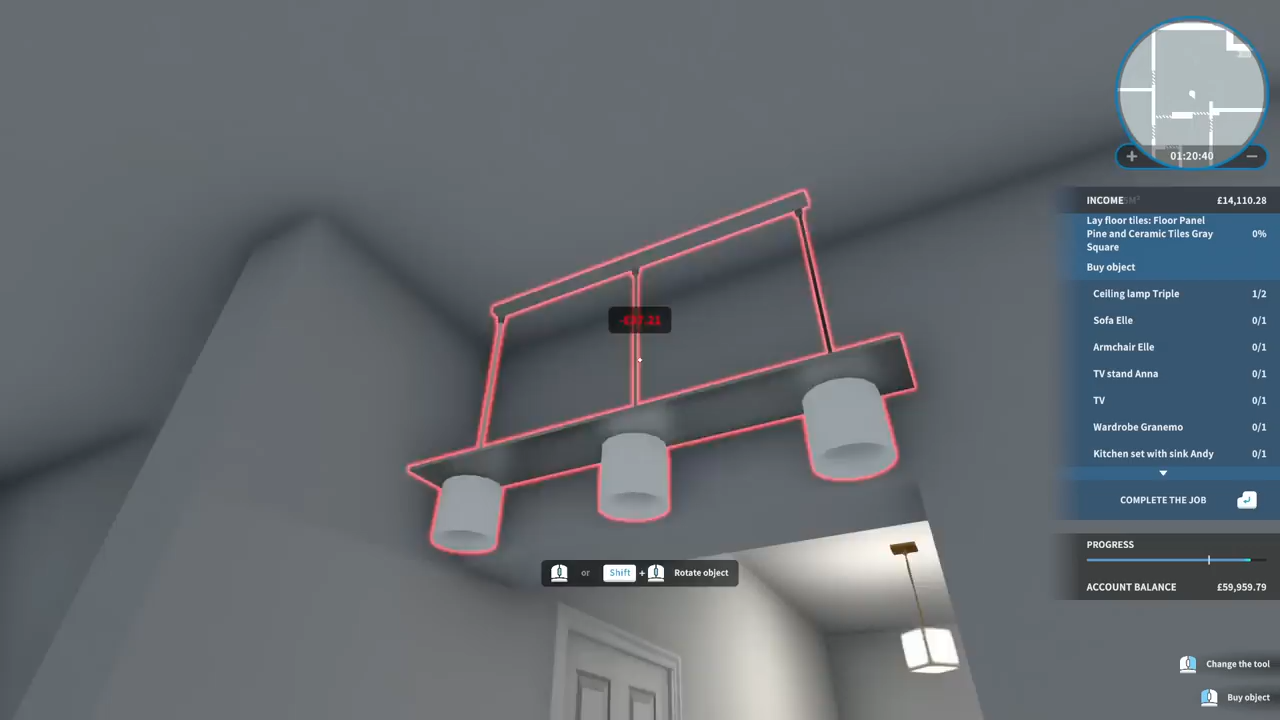 01:20:40
INCOME £14,110.28
Lay floor tiles: Floor Panel
Pine and Ceramic Tiles Gray 0%
Square
Buy object
Ceiling lamp Triple 1/2
Sofa Elle 0/1
Armchair Elle 0/1
TV stand Anna 0/1
TV 0/1
Wardrobe Granemo 0/1
Kitchen set with sink Andy 0/1
COMPLETE THE JOB
PROGRESS
ACCOUNT BALANCE £59,959.79
or Shift + Rotate object
Change the tool
Buy object